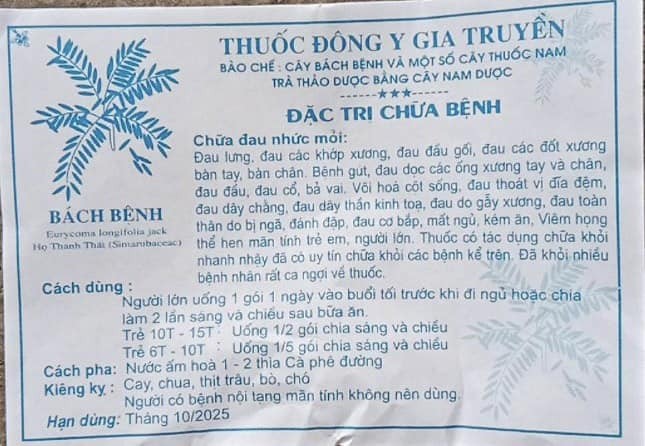 THUỐC ĐÔNG Y GIA TRUYỀN
BÀO CHẾ : CÂY BÁCH BỆNH VÀ MỘT SỐ CÂY THUỐC NAM
TRÀ THẢO DƯỢC BẰNG CÂY NAM DƯỢC
ĐẶC TRỊ CHỮA BỆNH
Chữa đau nhức mỏi:
Đau lưng, đau các khớp xương, đau đấu gối, đau các đốt xương
bàn tay, bàn chân. Bệnh gút, đau dọc các ống xương tay và chân,
đau đầu, đau cổ, bả vai. Vôi hoá cột sống, đau thoát vị đĩa đệm,
đau dây chằng, đau dây thần kinh toạ, đau do gẫy xương, đau toàn
thân do bị ngã, đánh đập, đau cơ bắp, mất ngủ, kém ăn, Viêm họng
thể hen mãn tính trẻ em, người lớn. Thuốc có tác dụng chữa khỏi
nhanh nhậy đã có uy tín chữa khỏi các bệnh kể trên. Đã khỏi nhiều
bệnh nhân rất ca ngợi về thuốc.
BÁCH BỆNH
Eurycoma longifolia jack
Họ Thanh Thất (Simarubaceac)
Cách dùng :
Người lớn uống 1 gói 1 ngày vào buổi tối trước khi đi ngủ hoặc chia
làm 2 lần sáng và chiều sau bữa ăn.
Trẻ 10T - 15T : Uống 1/2 gói chia sáng và chiều
Trẻ 6T - 10T : Uống 1/5 gói chia sáng và chiều
Cách pha: Nước ấm hoà 1 - 2 thìa Cà phê đường
Kiêng kỵ : Cay, chua, thịt trâu, bò, chó
Người có bệnh nội tạng mãn tính không nên dùng.
Hạn dùng: Tháng 10/2025